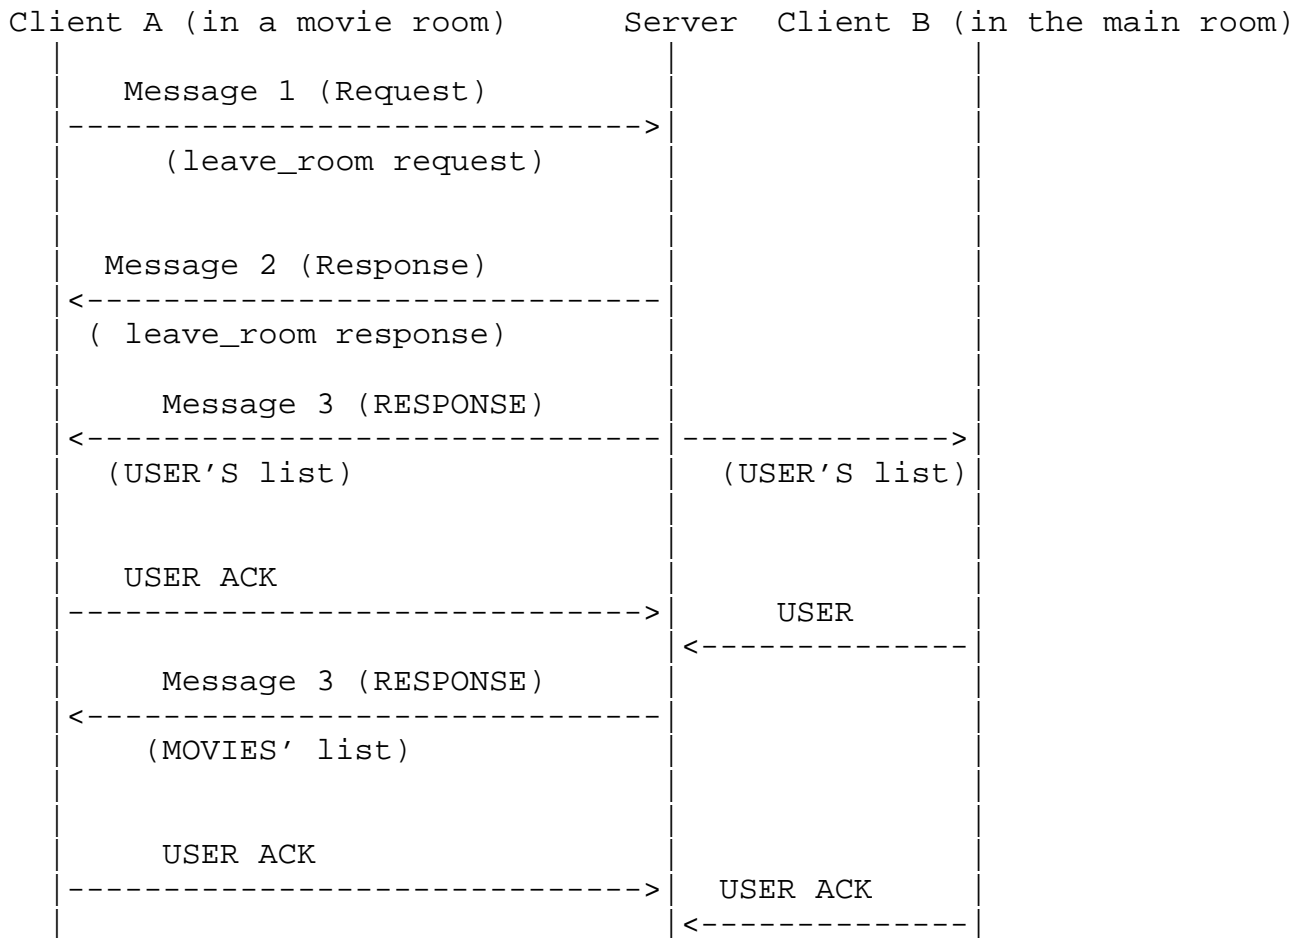 Client A (in a movie room)      Server  Client B (in the main room)
Message 1 (Request)
(leave_room request)
Message 2 (Response)
( leave_room response)
Message 3 (RESPONSE)
(USER'S list)                   (USER'S list)
USER ACK
USER
Message 3 (RESPONSE)
(MOVIES' list)
USER ACK
USER ACK